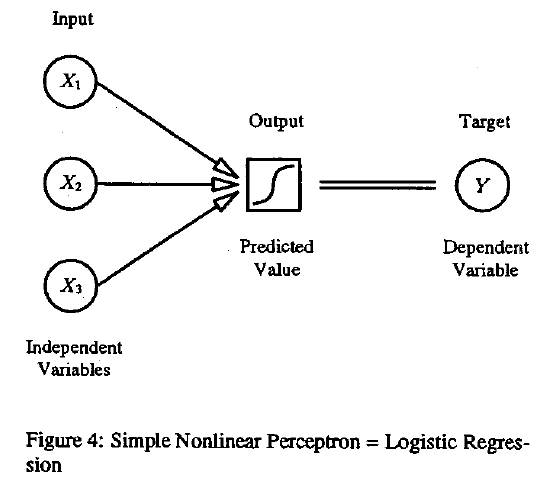 Input
X₁
Output
Target
X₂
Y
Predicted
Value
Dependent
Variable
X₃
Independent
Variables
Figure 4: Simple Nonlinear Perceptron = Logistic Regres-
sion